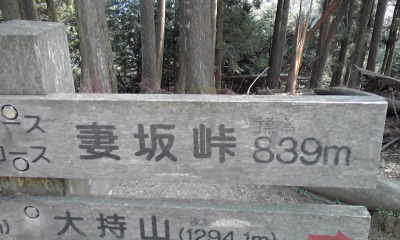 ース
コース
妻坂峠 標高 839m
大持山 (1294.1m)